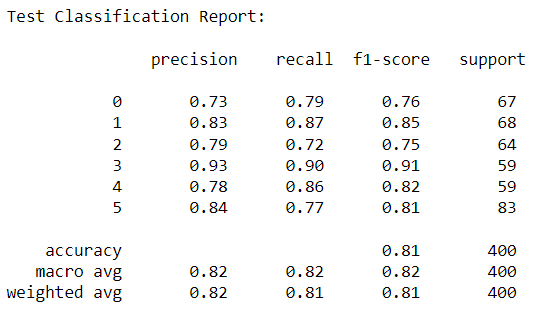 Test Classification Report:
precision recall f1-score support
0 0.73 0.79 0.76 67
1 0.83 0.87 0.85 68
2 0.79 0.72 0.75 64
3 0.93 0.90 0.91 59
4 0.78 0.86 0.82 59
5 0.84 0.77 0.81 83
accuracy 0.81 400
macro avg 0.82 0.82 0.82 400
weighted avg 0.82 0.81 0.81 400